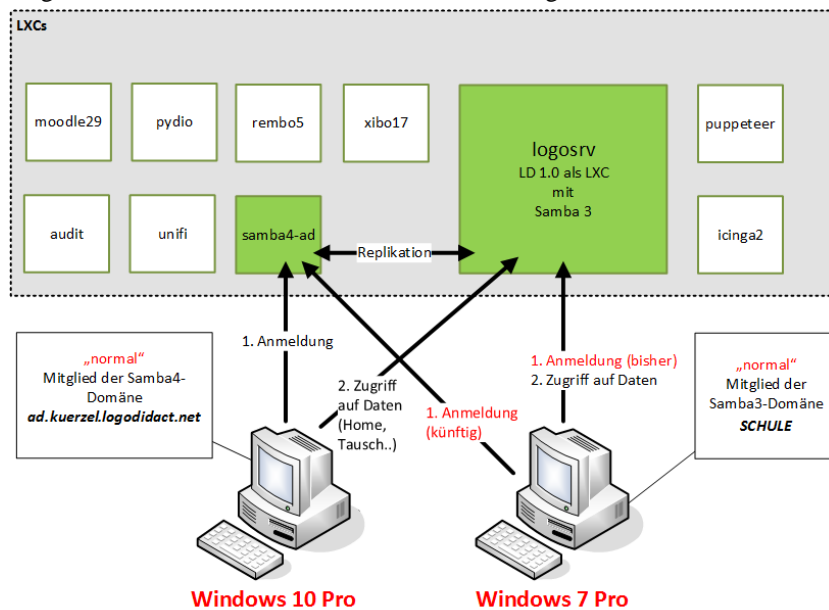 LXCs
moodle29
pydio
rembo5
xibo17
logosrv
LD 1.0 als LXC
mit
Samba 3
puppeteer
audit
unifi
samba4-ad
Replikation
icinga2
„normal“
Mitglied der Samba4-
Domäne
ad.kuerzel.logodidact.net
1. Anmeldung
2. Zugriff
auf Daten
(Home,
Tausch..)
1. Anmeldung
(künftig)
1. Anmeldung (bisher)
2. Zugriff auf Daten
„normal“
Mitglied der
Samba3-Domäne
SCHULE
Windows 10 Pro
Windows 7 Pro